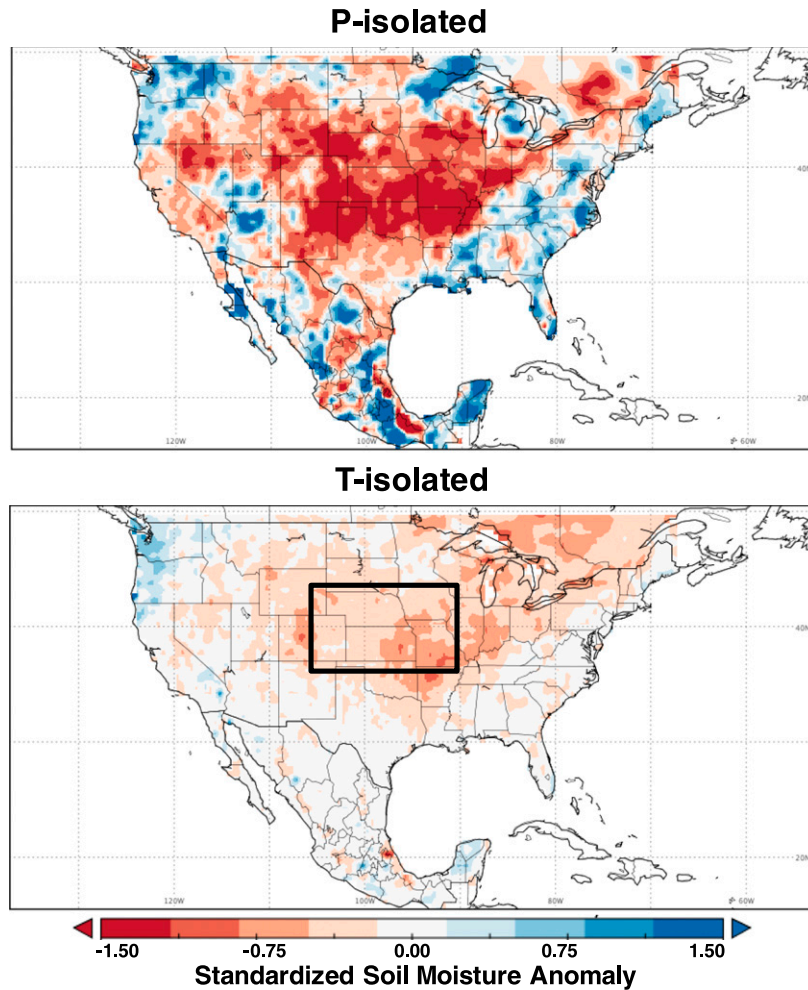 P-isolated
40N
20N
120W 100W 80W 60W
T-isolated
40N
20N
120W 100W 80W 60W
-1.50 -0.75 0.00 0.75 1.50
Standardized Soil Moisture Anomaly